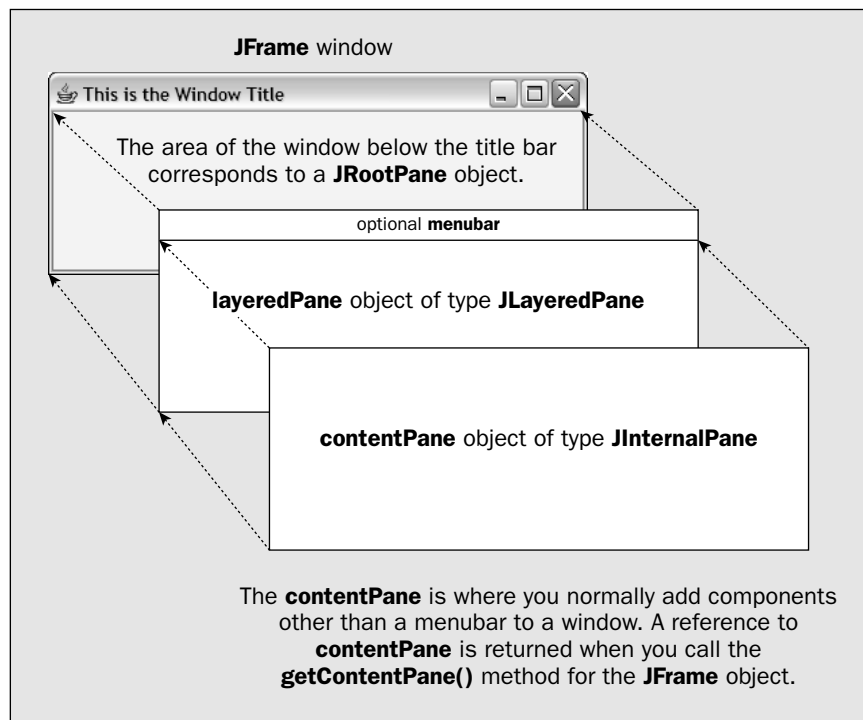 JFrame window
This is the Window Title
The area of the window below the title bar
corresponds to a JRootPane object.
optional menubar
layeredPane object of type JLayeredPane
contentPane object of type JInternalPane
The contentPane is where you normally add components
other than a menubar to a window. A reference to
contentPane is returned when you call the
getContentPane() method for the JFrame object.